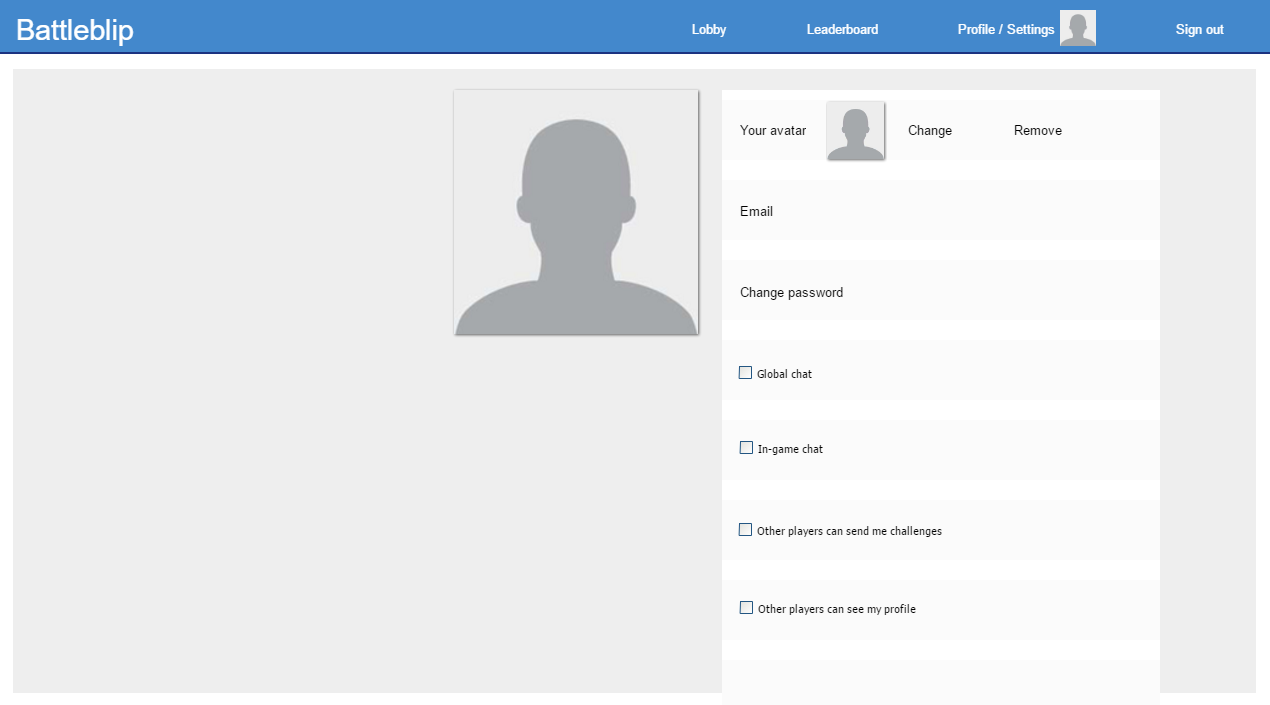 Battleblip
Lobby Leaderboard Profile / Settings Sign out
Your avatar Change Remove
Email
Change password
Global chat
In-game chat
Other players can send me challenges
Other players can see my profile